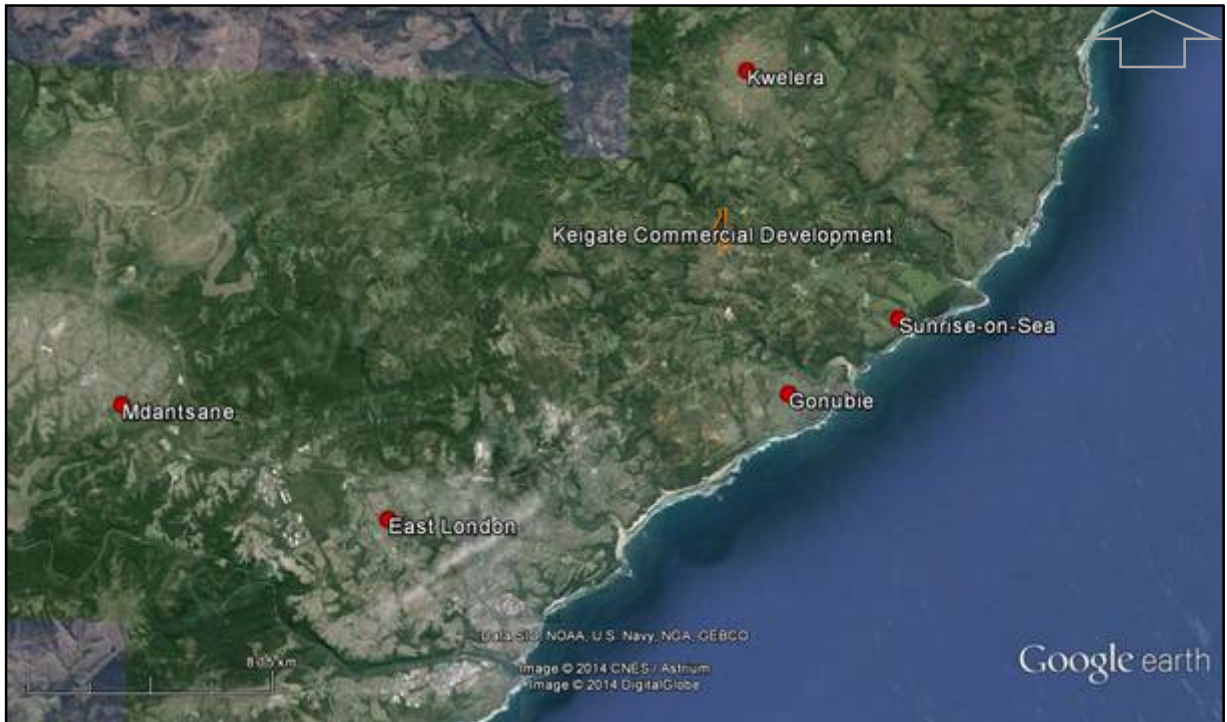 Kwelera
Keigate Commercial Development
Sunrise-on-Sea
Gonubie
Mdantsane
East London
Data SIO, NOAA, U.S. Navy, NGA, GEBCO
km
Image © 2014 CNES / Astrium
Image © 2014 DigitalGlobe
Google earth